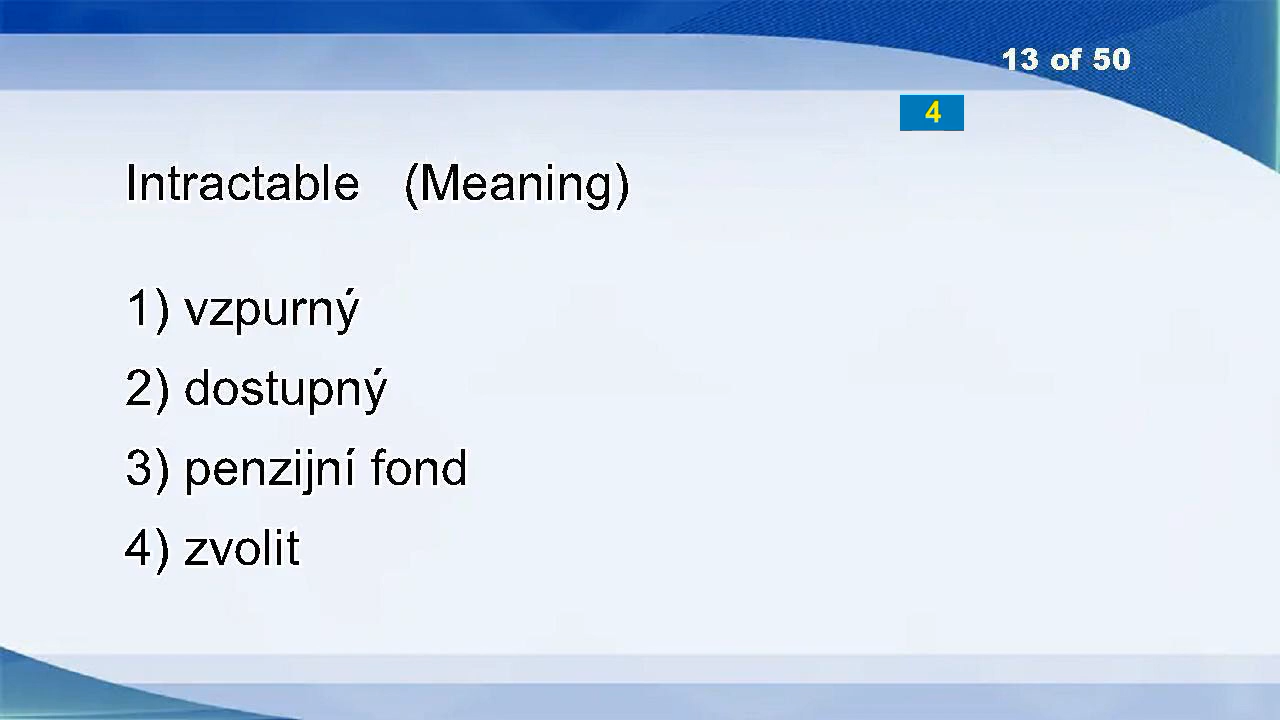 13 of 50
4
Intractable (Meaning)
1) vzpurný
2) dostupný
3) penzijní fond
4) zvolit